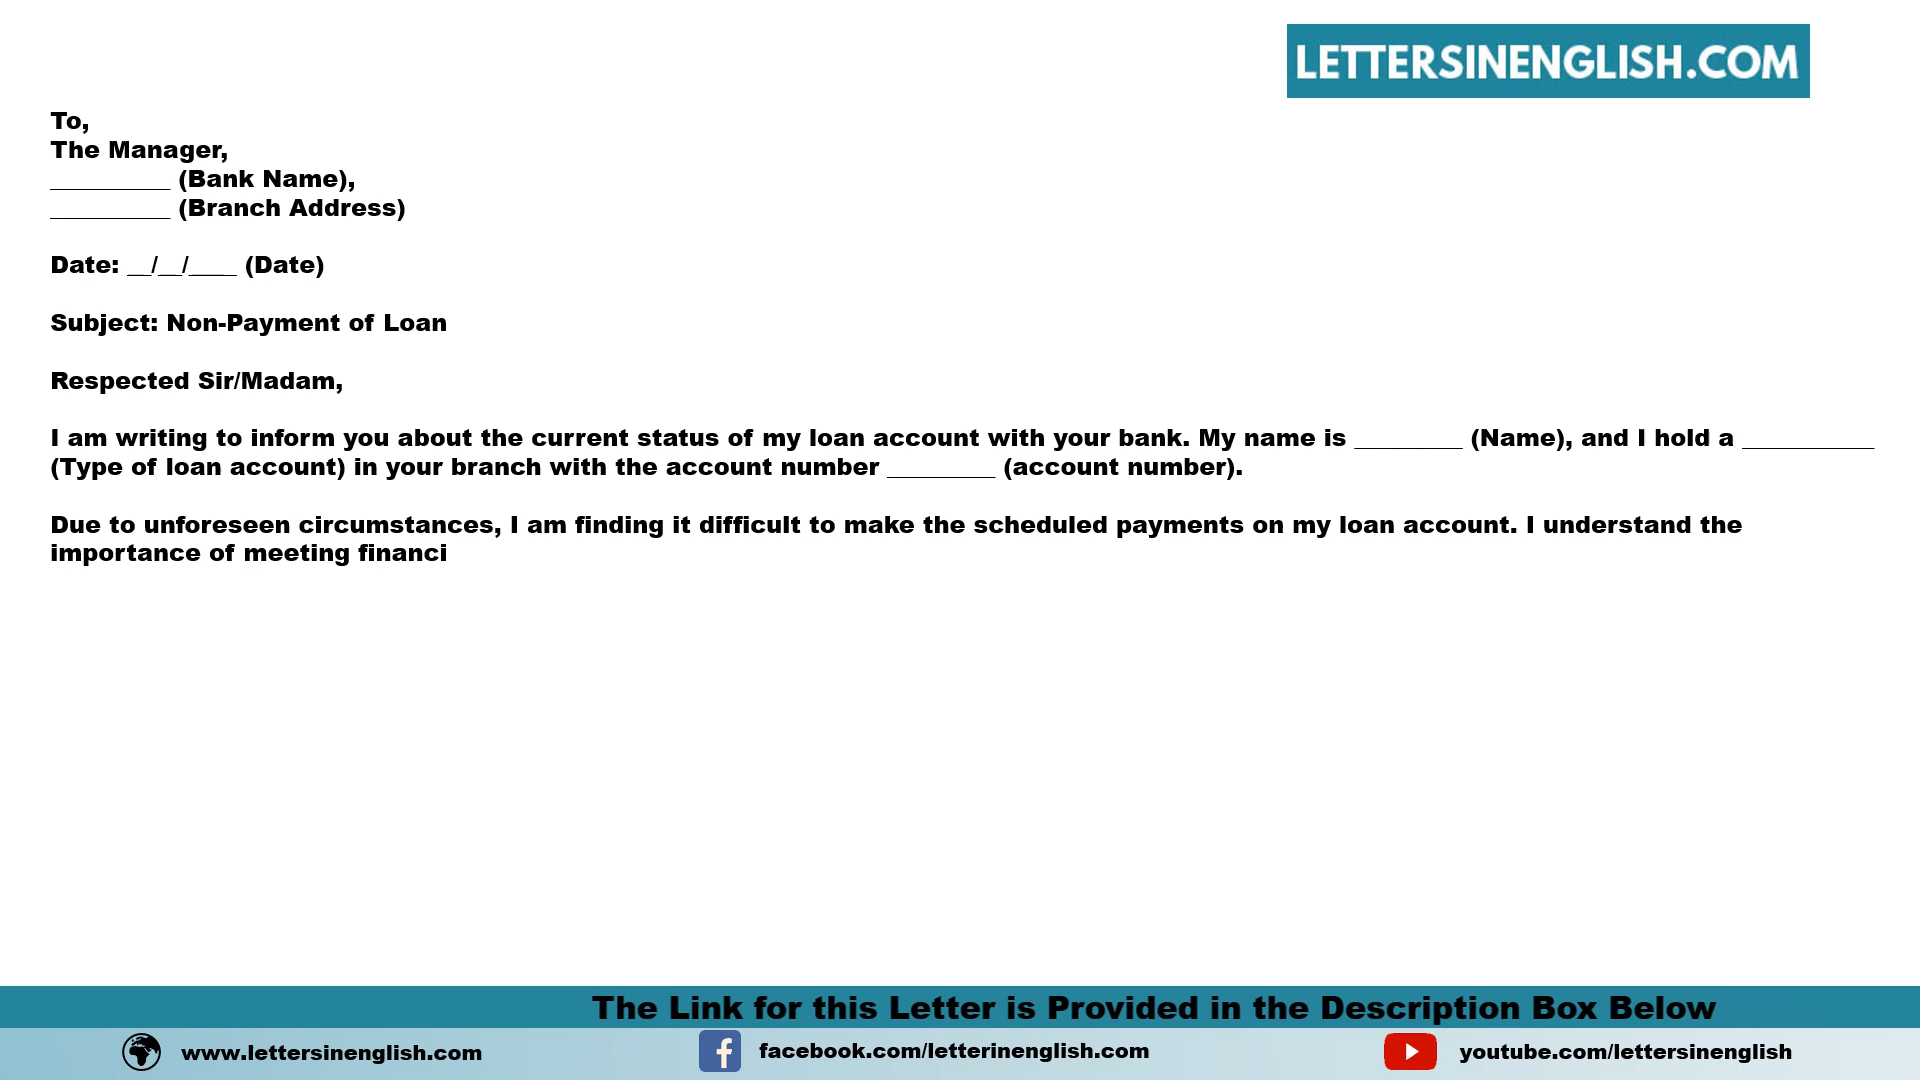 LETTERSINENGLISH.COM
To,
The Manager,
__________ (Bank Name),
__________ (Branch Address)
Date: __/__/____ (Date)
Subject: Non-Payment of Loan
Respected Sir/Madam,
I am writing to inform you about the current status of my loan account with your bank. My name is _________ (Name), and I hold a ___________
(Type of loan account) in your branch with the account number _________ (account number).
Due to unforeseen circumstances, I am finding it difficult to make the scheduled payments on my loan account. I understand the
importance of meeting financi
The Link for this Letter is Provided in the Description Box Below
www.lettersinenglish.com
facebook.com/letterinenglish.com
youtube.com/lettersinenglish